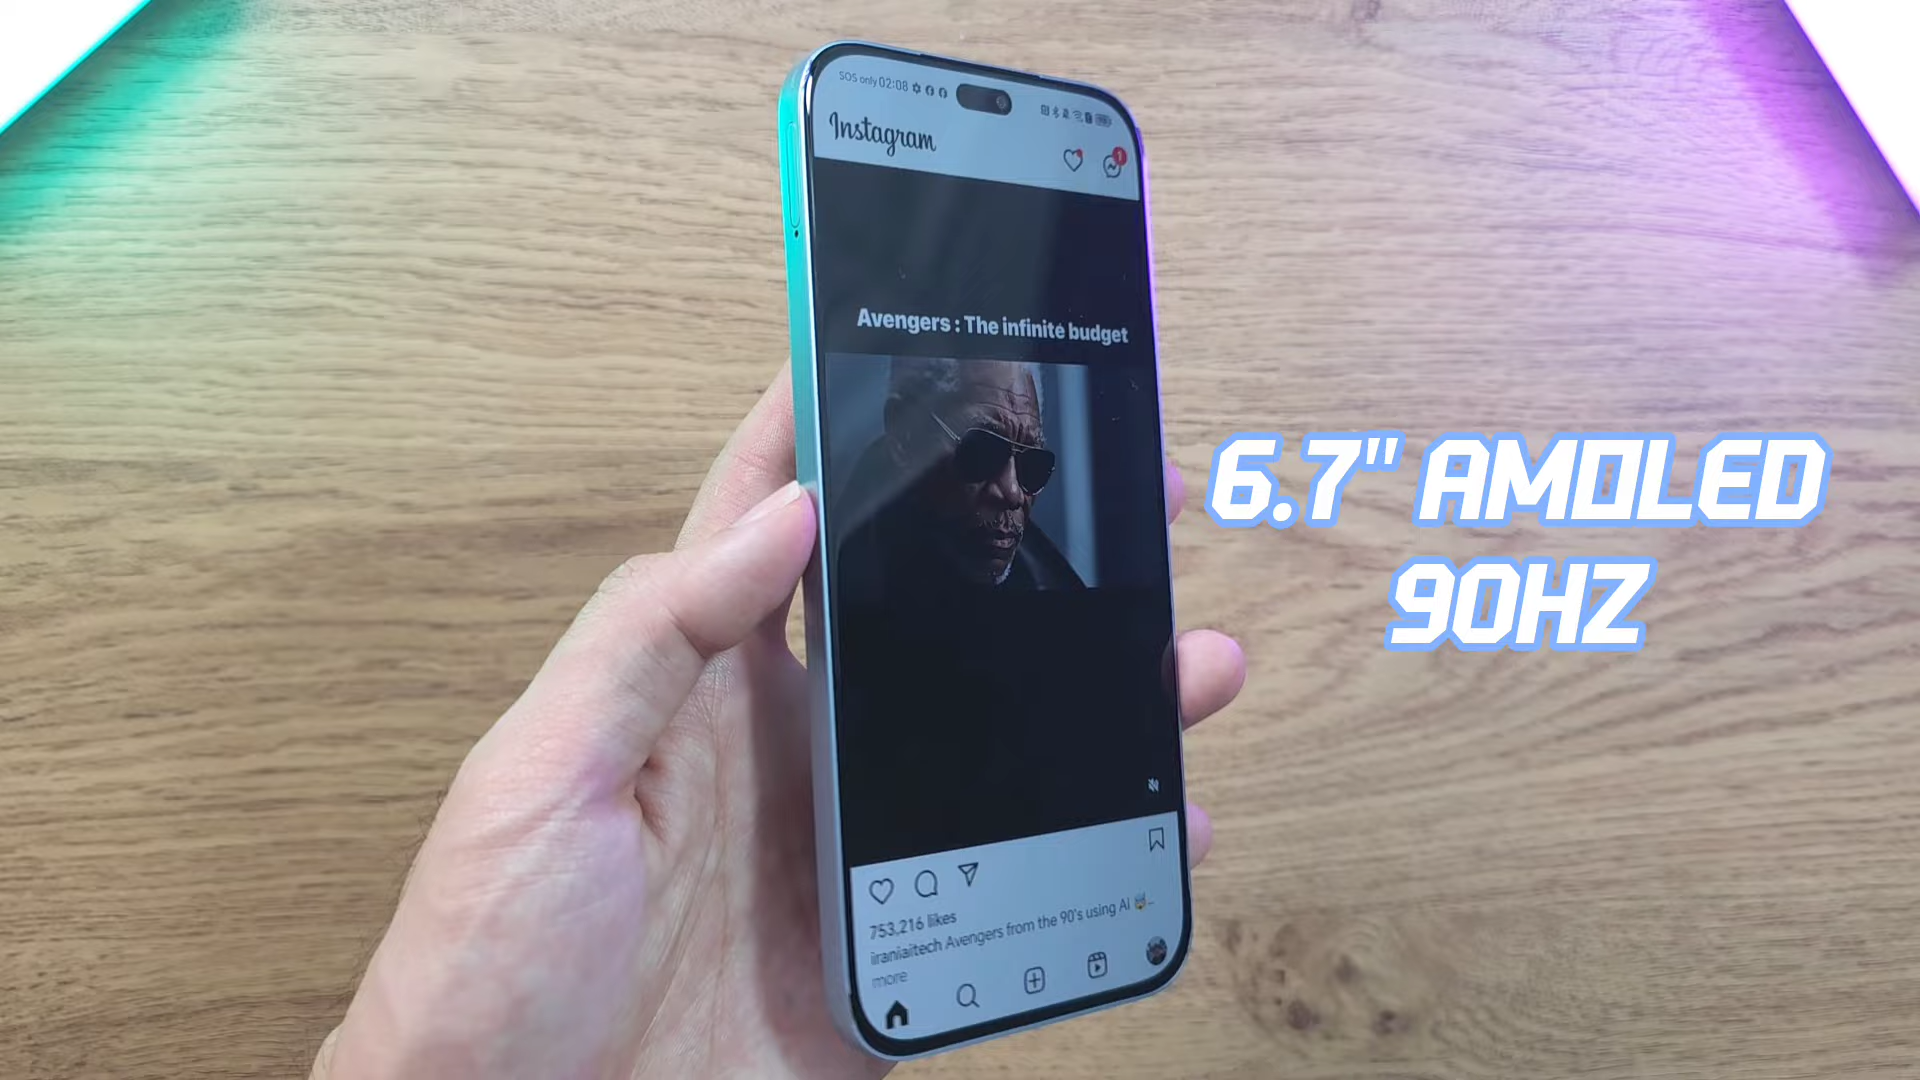 SOS only 02:08
Instagram
1
Avengers : The infinite budget
6.7" AMOLED
90HZ
753,216 likes
iraniaitech Avengers from the 90's using AI 🤯...
more